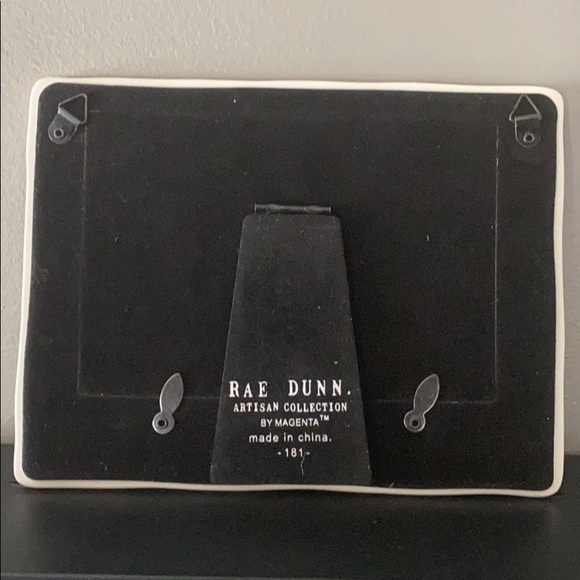 RAE DUNN.
ARTISAN COLLECTION
BY MAGENTA™
made in china.
-181-